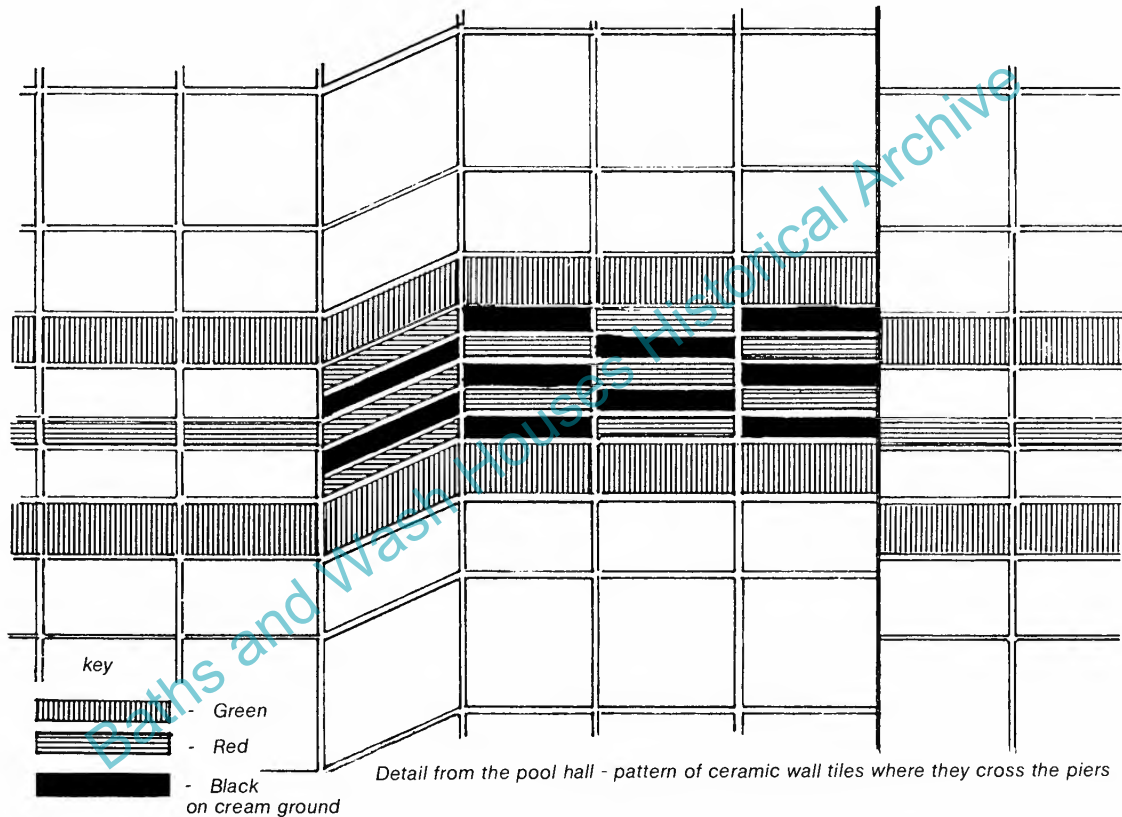 Baths and Wash Houses Historical Archive
key
- Green
- Red
- Black
on cream ground
Detail from the pool hall - pattern of ceramic wall tiles where they cross the piers